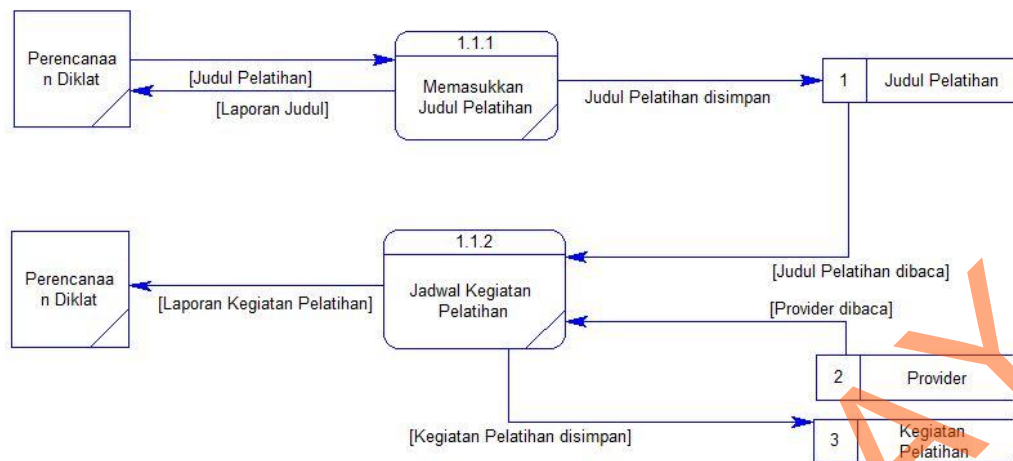 Perencanaa
n Diklat
[Judul Pelatihan]
[Laporan Judul]
1.1.1
Memasukkan
Judul Pelatihan
Judul Pelatihan disimpan
1
Judul Pelatihan
Perencanaa
n Diklat
[Laporan Kegiatan Pelatihan]
1.1.2
Jadwal Kegiatan
Pelatihan
[Judul Pelatihan dibaca]
[Provider dibaca]
2
Provider
[Kegiatan Pelatihan disimpan]
3
Kegiatan
Pelatihan
AY